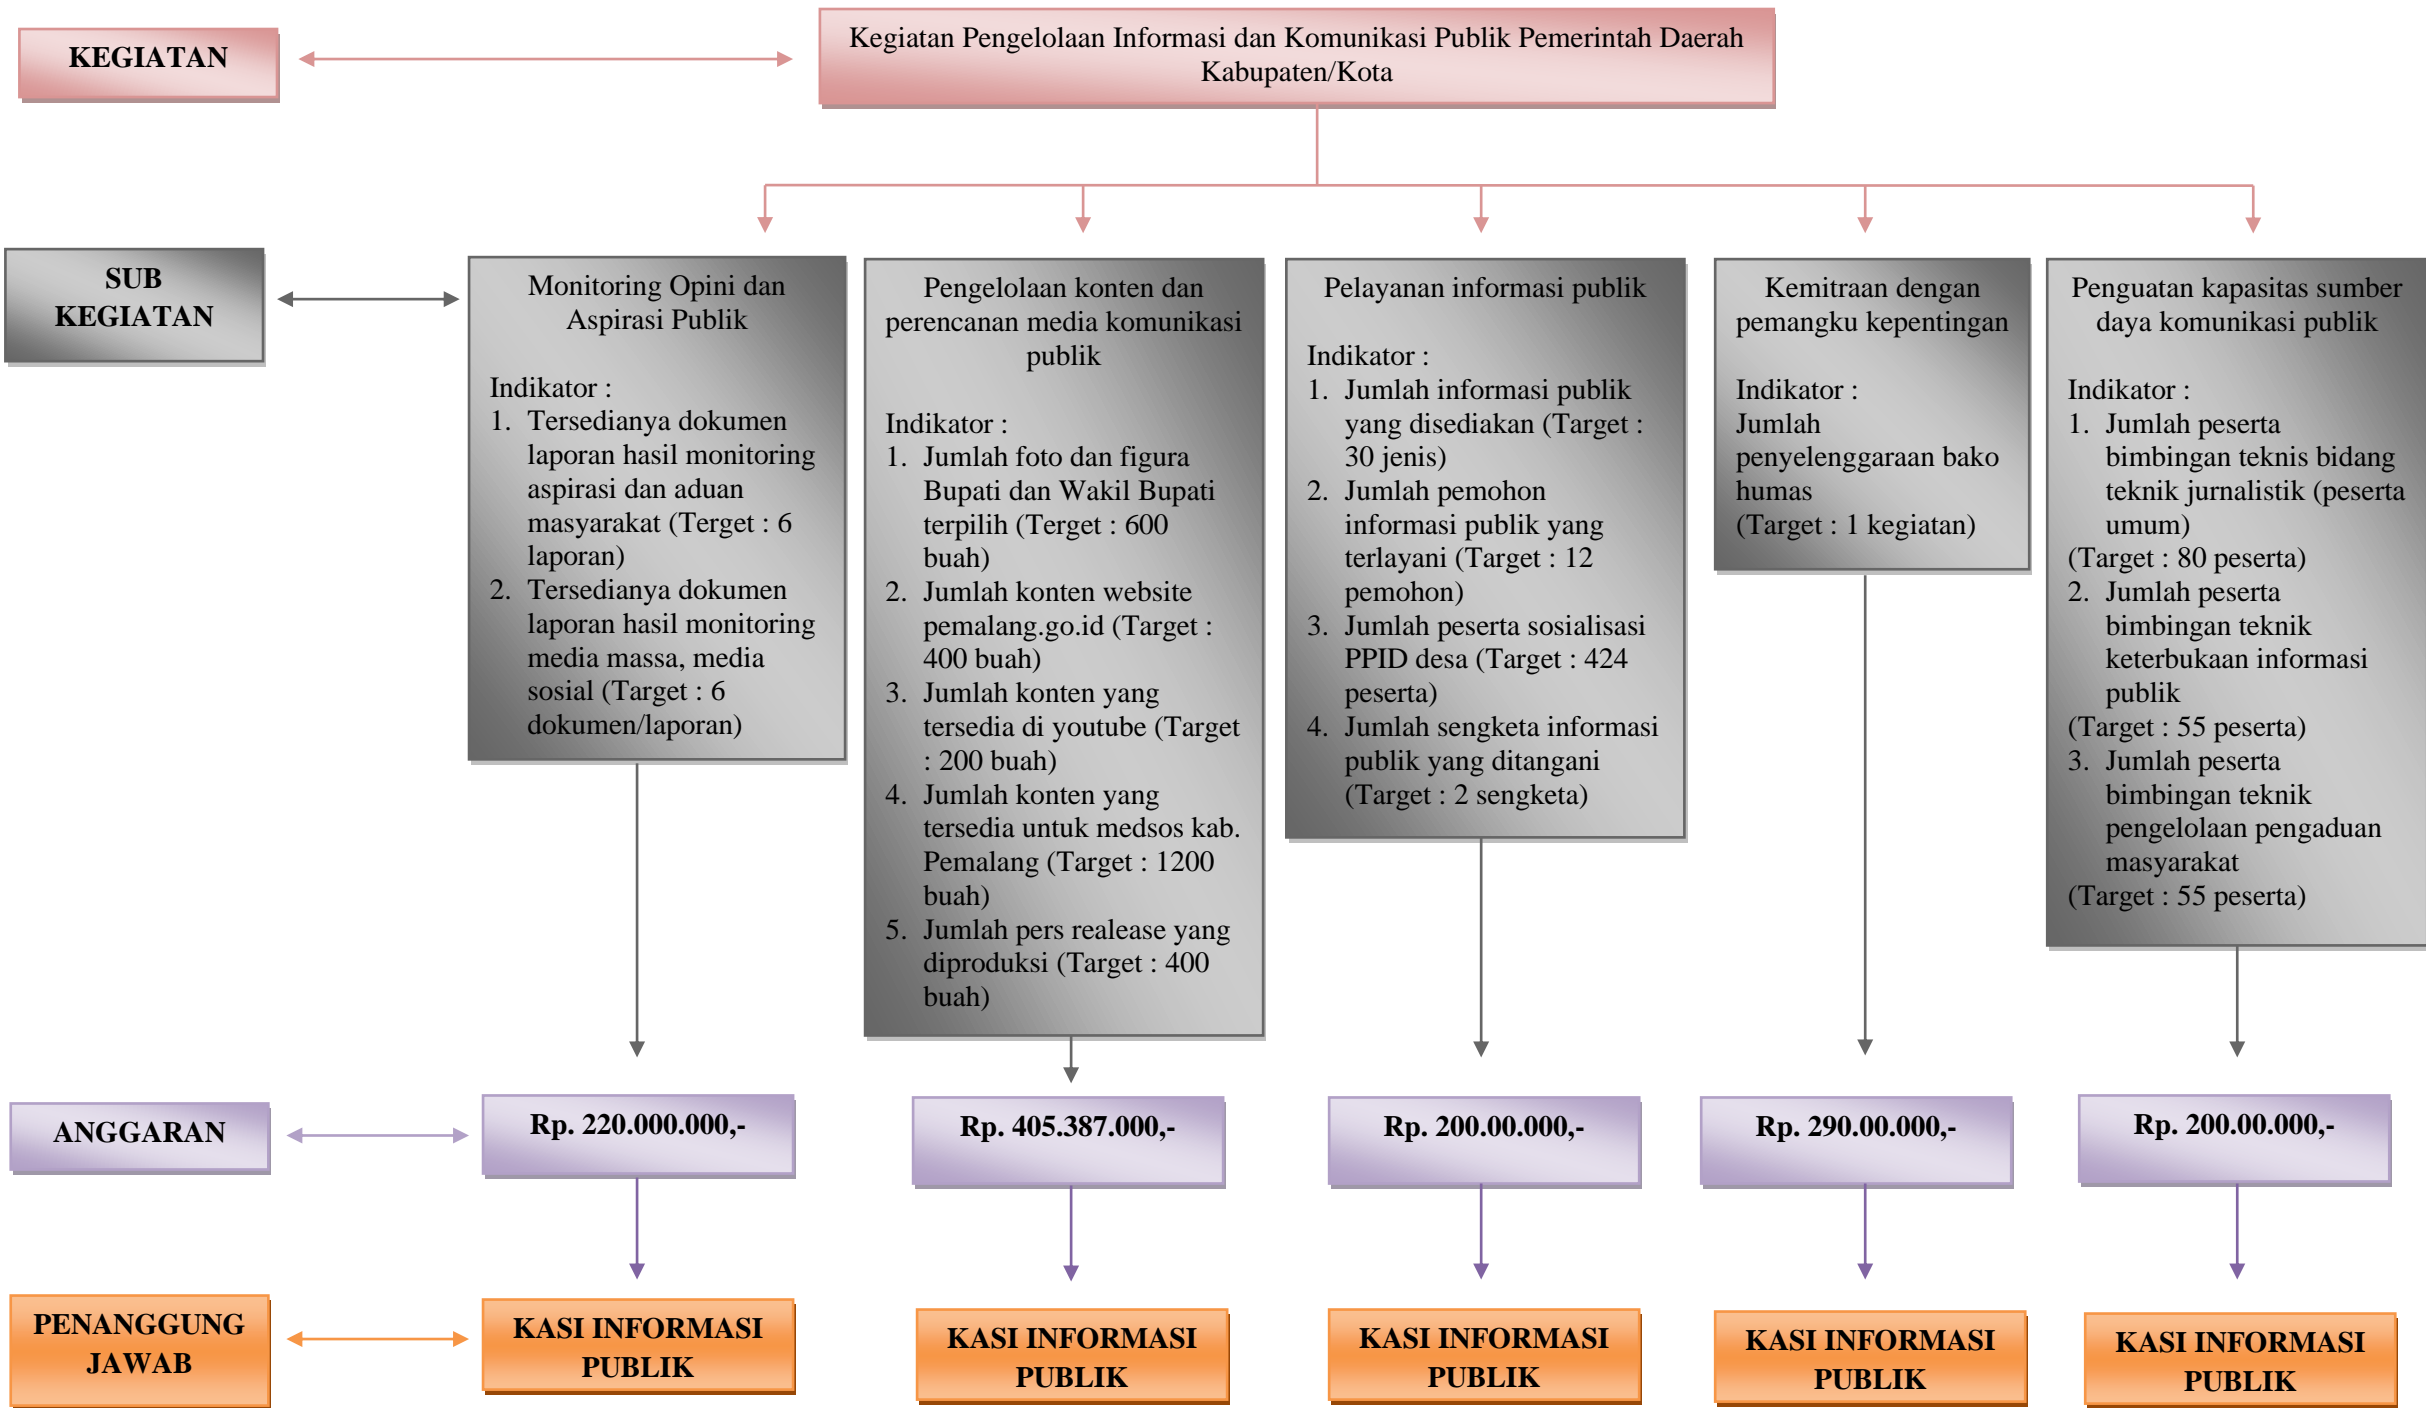 KEGIATAN
Kegiatan Pengelolaan Informasi dan Komunikasi Publik Pemerintah Daerah
Kabupaten/Kota
SUB
KEGIATAN
Monitoring Opini dan
Aspirasi Publik
Indikator :
1. Tersedianya dokumen
laporan hasil monitoring
aspirasi dan aduan
masyarakat (Terget : 6
laporan)
2. Tersedianya dokumen
laporan hasil monitoring
media massa, media
sosial (Target : 6
dokumen/laporan)
Pengelolaan konten dan
perencanan media komunikasi
publik
Indikator :
1. Jumlah foto dan figura
Bupati dan Wakil Bupati
terpilih (Terget : 600
buah)
2. Jumlah konten website
pemalang.go.id (Target :
400 buah)
3. Jumlah konten yang
tersedia di youtube (Target
: 200 buah)
4. Jumlah konten yang
tersedia untuk medsos kab.
Pemalang (Target : 1200
buah)
5. Jumlah pers realease yang
diproduksi (Target : 400
buah)
Pelayanan informasi publik
Indikator :
1. Jumlah informasi publik
yang disediakan (Target :
30 jenis)
2. Jumlah pemohon
informasi publik yang
terlayani (Target : 12
pemohon)
3. Jumlah peserta sosialisasi
PPID desa (Target : 424
peserta)
4. Jumlah sengketa informasi
publik yang ditangani
(Target : 2 sengketa)
Kemitraan dengan
pemangku kepentingan
Indikator :
Jumlah
penyelenggaraan bako
humas
(Target : 1 kegiatan)
Penguatan kapasitas sumber
daya komunikasi publik
Indikator :
1. Jumlah peserta
bimbingan teknis bidang
teknik jurnalistik (peserta
umum)
(Target : 80 peserta)
2. Jumlah peserta
bimbingan teknik
keterbukaan informasi
publik
(Target : 55 peserta)
3. Jumlah peserta
bimbingan teknik
pengelolaan pengaduan
masyarakat
(Target : 55 peserta)
ANGGARAN
Rp. 220.000.000,-
Rp. 405.387.000,-
Rp. 200.00.000,-
Rp. 290.00.000,-
Rp. 200.00.000,-
PENANGGUNG
JAWAB
KASI INFORMASI
PUBLIK
KASI INFORMASI
PUBLIK
KASI INFORMASI
PUBLIK
KASI INFORMASI
PUBLIK
KASI INFORMASI
PUBLIK